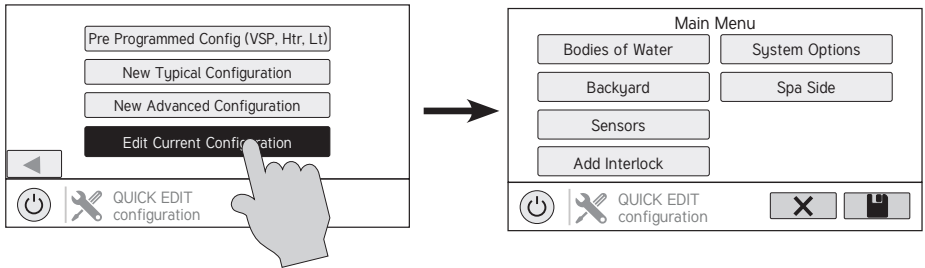 Pre Programmed Config (VSP, Htr, Lt)
New Typical Configuration
New Advanced Configuration
Edit Current Configuration
QUICK EDIT
configuration
Main Menu
Bodies of Water
System Options
Backyard
Spa Side
Sensors
Add Interlock
QUICK EDIT
configuration